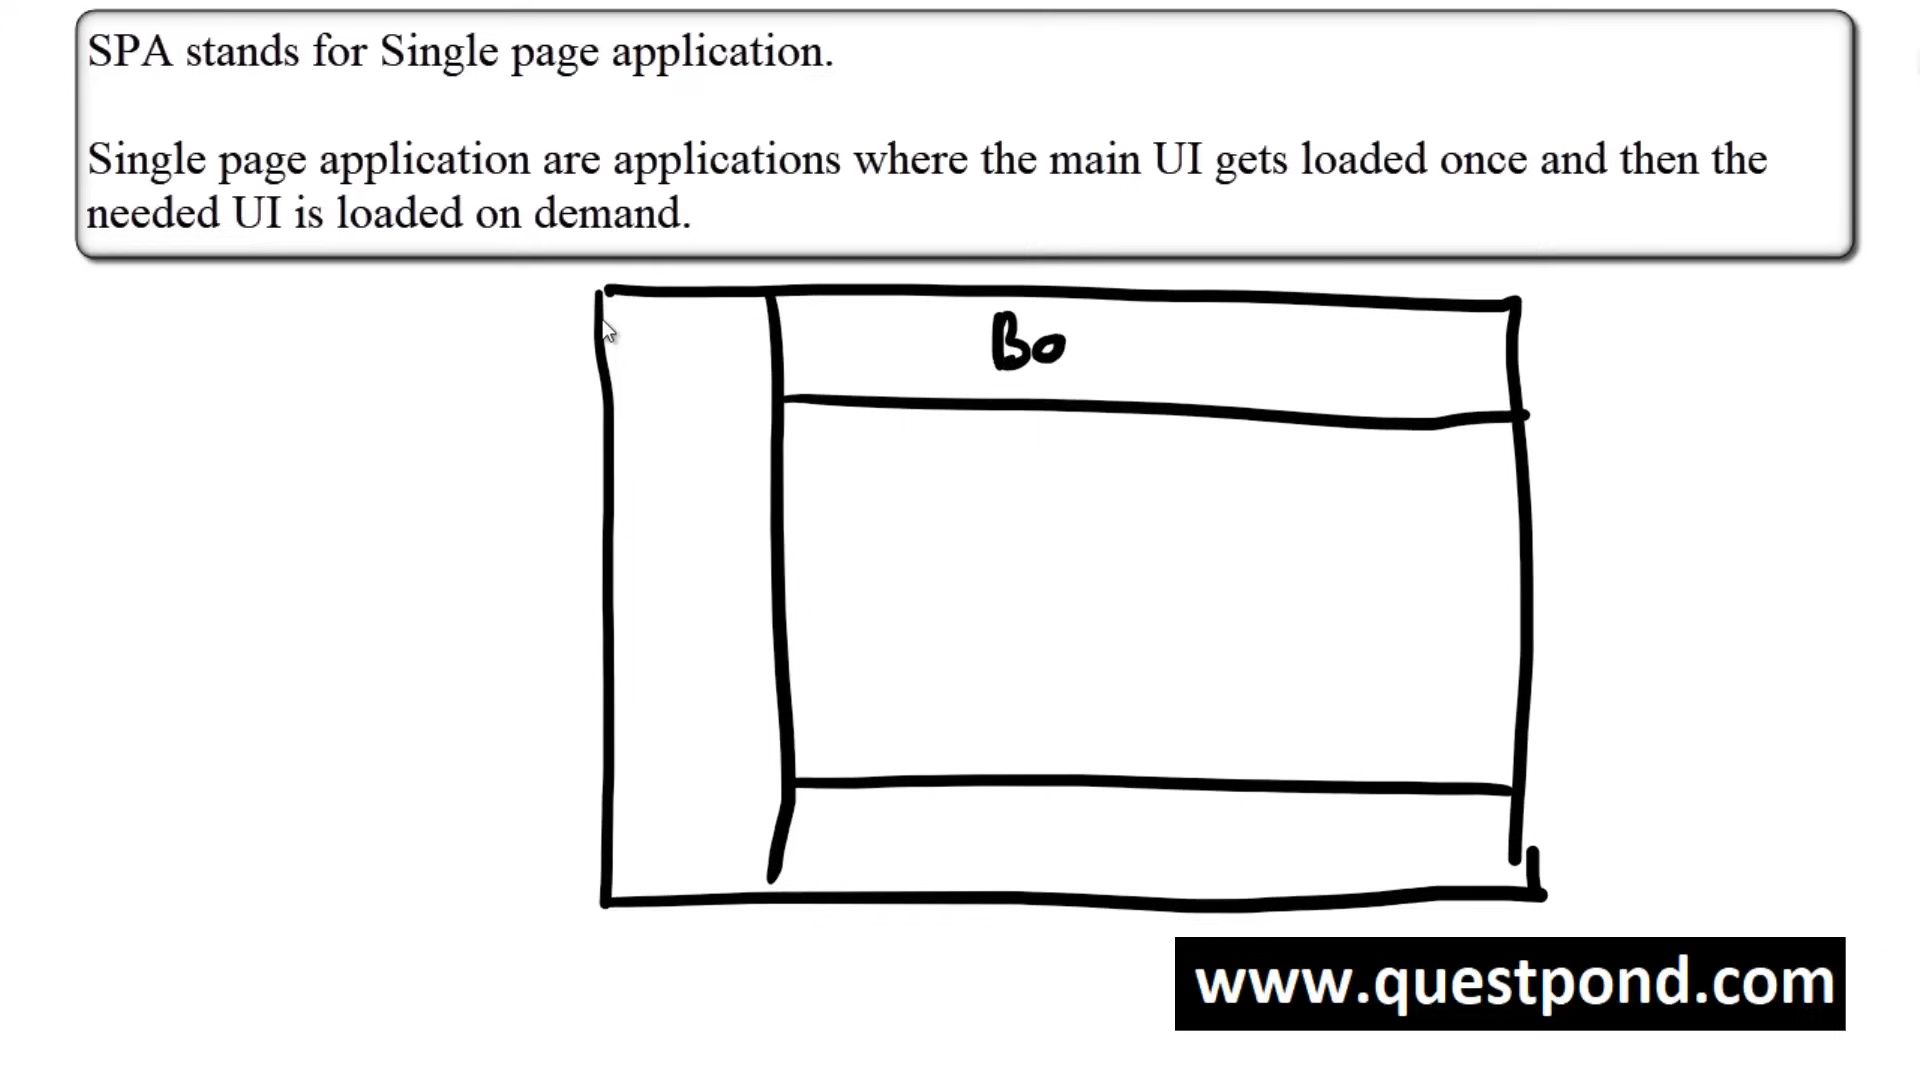 SPA stands for Single page application.
Single page application are applications where the main UI gets loaded once and then the
needed UI is loaded on demand.
Bo
www.questpond.com